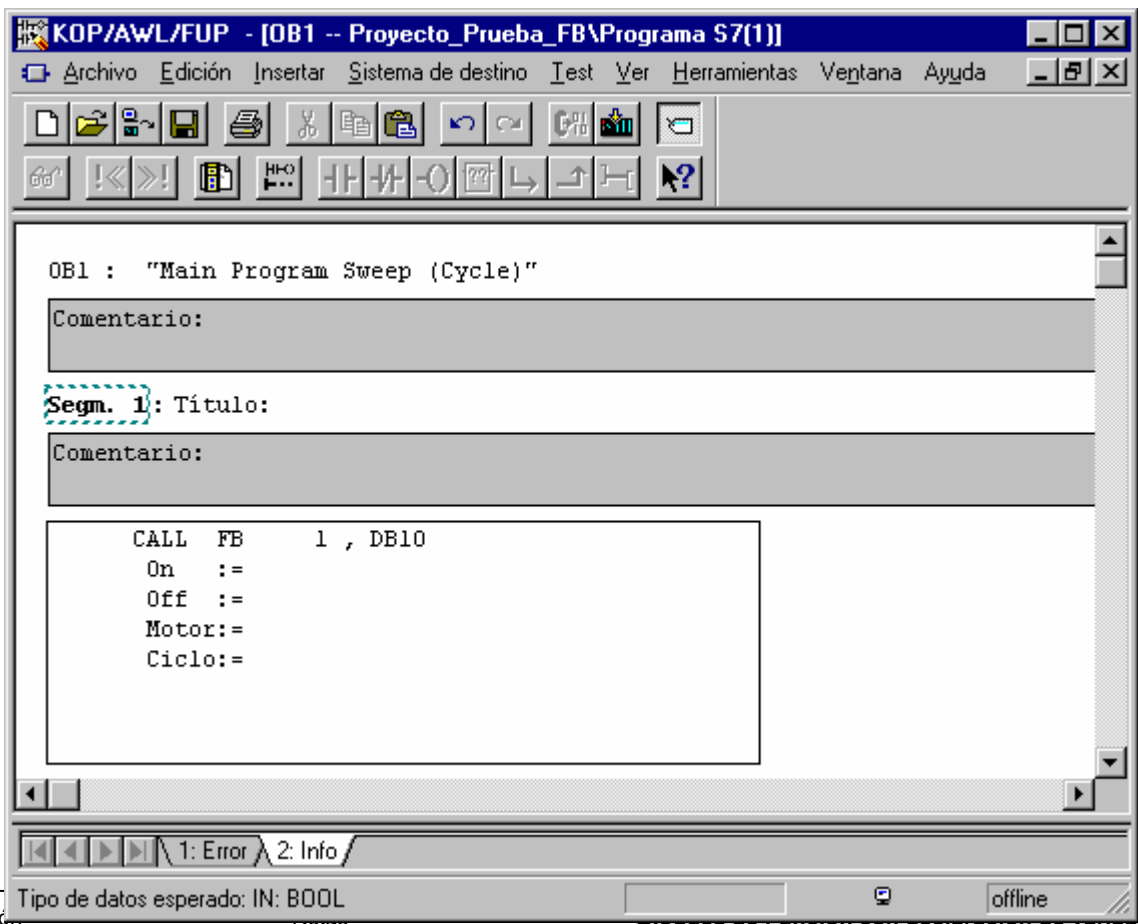 KOP/AWL/FUP - [OB1 -- Proyecto_Prueba_FB\Programa S7(1)]
Archivo Edición Insertar Sistema de destino Test Ver Herramientas Ventana Ayuda
OB1 : "Main Program Sweep (Cycle)"
Comentario:
Segm. 1: Título:
Comentario:
CALL FB 1 , DB10
On :=
Off :=
Motor:=
Ciclo:=
1: Error 2: Info
Tipo de datos esperado: IN: BOOL offline